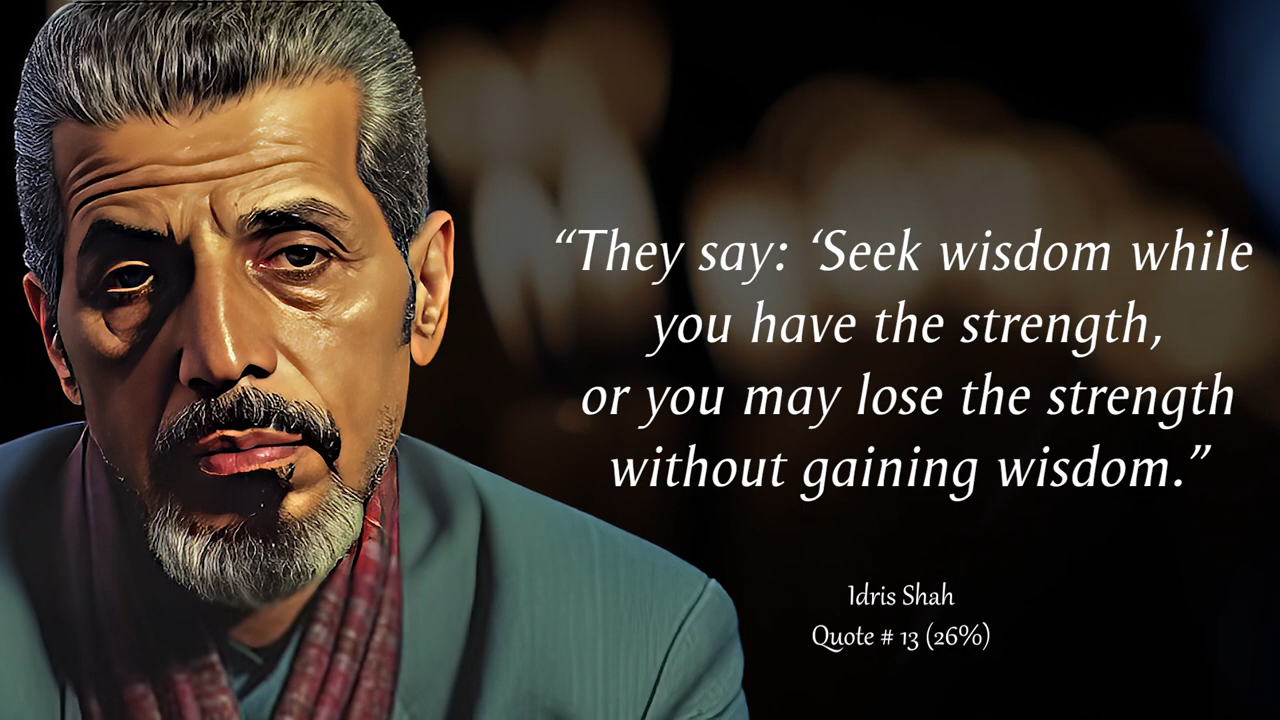 “They say: ‘Seek wisdom while
you have the strength,
or you may lose the strength
without gaining wisdom.”
Idris Shah
Quote # 13 (26%)